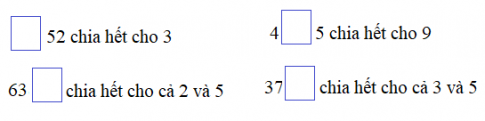 □ 52 chia hết cho 3
4 □ 5 chia hết cho 9
63 □ chia hết cho cả 2 và 5
37 □ chia hết cho cả 3 và 5